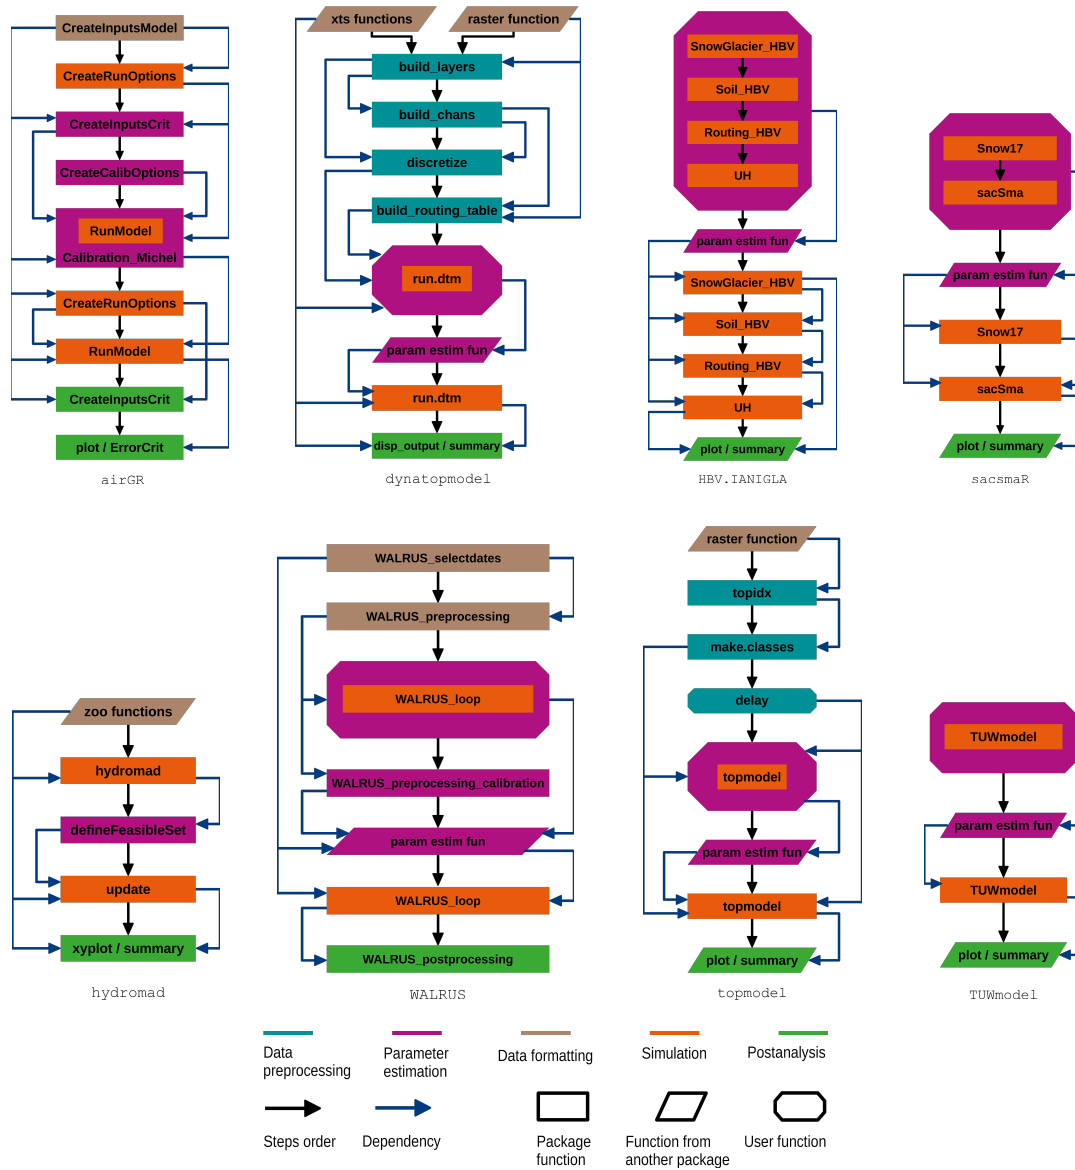 CreateInputsModel
CreateRunOptions
CreateInputsCrit
CreateCalibOptions
RunModel
Calibration_Michel
CreateRunOptions
RunModel
CreateInputsCrit
plot / ErrorCrit
airGR
xts functions
raster function
build_layers
build_chans
discretize
build_routing_table
run.dtm
param estim fun
run.dtm
disp_output / summary
dynatopmodel
SnowGlacier_HBV
Soil_HBV
Routing_HBV
UH
param estim fun
SnowGlacier_HBV
Soil_HBV
Routing_HBV
UH
plot / summary
HBV.IANIGLA
Snow17
sacSma
param estim fun
Snow17
sacSma
plot / summary
sacsmaR
zoo functions
hydromad
defineFeasibleSet
update
xyplot / summary
hydromad
WALRUS_selectdates
WALRUS_preprocessing
WALRUS_loop
WALRUS_preprocessing_calibration
param estim fun
WALRUS_loop
WALRUS_postprocessing
WALRUS
raster function
topidx
make.classes
delay
topmodel
param estim fun
topmodel
plot / summary
topmodel
TUWmodel
param estim fun
TUWmodel
plot / summary
TUWmodel
Data
preprocessing
Parameter
estimation
Data formatting
Simulation
Postanalysis
Steps order
Dependency
Package
function
Function from
another package
User function